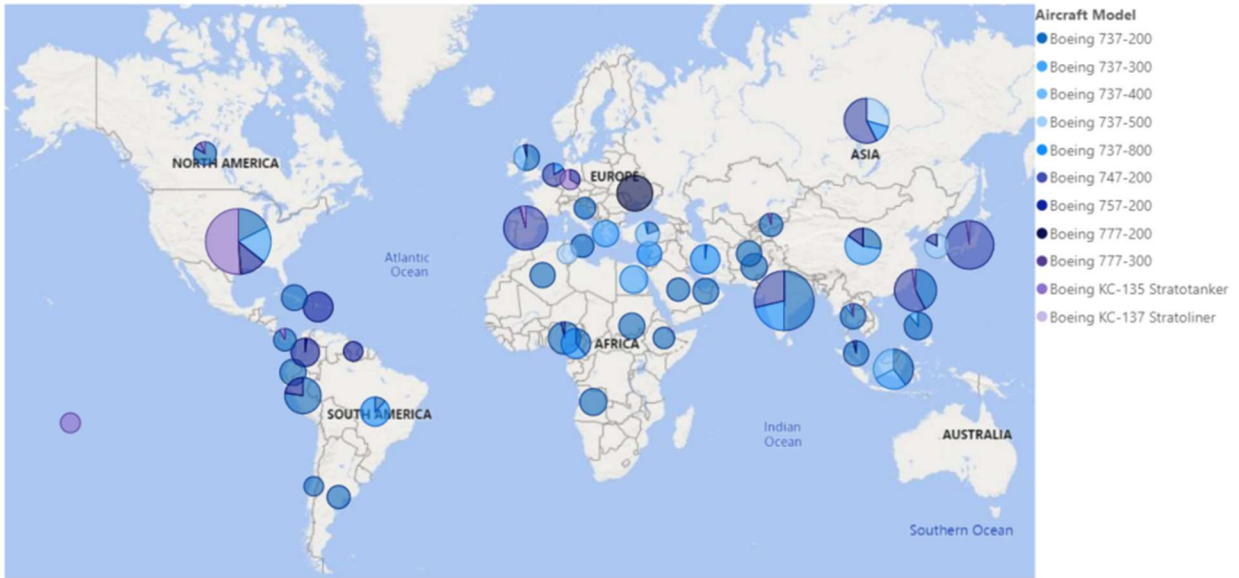 Aircraft Model
Boeing 737-200
Boeing 737-300
Boeing 737-400
Boeing 737-500
Boeing 737-800
Boeing 747-200
Boeing 757-200
Boeing 777-200
Boeing 777-300
Boeing KC-135 Stratotanker
Boeing KC-137 Stratoliner
NORTH AMERICA
EUROPE
ASIA
Atlantic
Ocean
AFRICA
SOUTH AMERICA
Indian
Ocean
AUSTRALIA
Southern Ocean